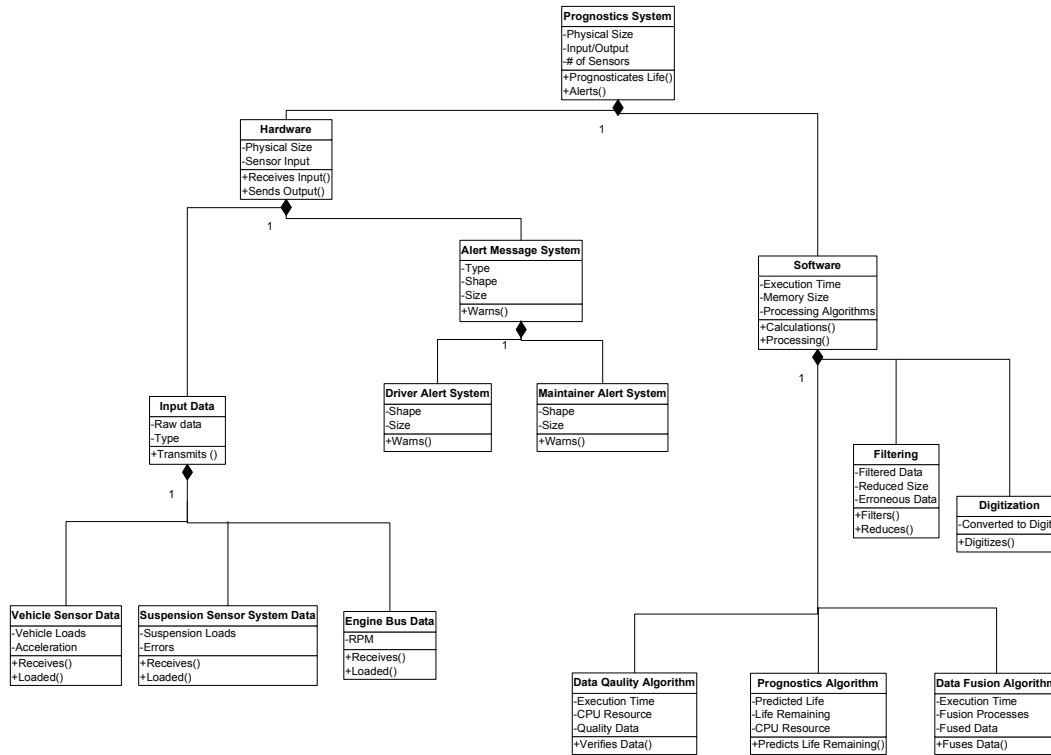 Prognostics System
-Physical Size
-Input/Output
-# of Sensors
+Prognosticates Life()
+Alerts()
1
Hardware
-Physical Size
-Sensor Input
+Receives Input()
+Sends Output()
1
Alert Message System
-Type
-Shape
-Size
+Warns()
1
Software
-Execution Time
-Memory Size
-Processing Algorithms
+Calculations()
+Processing()
1
Driver Alert System
-Shape
-Size
+Warns()
Maintainer Alert System
-Shape
-Size
+Warns()
Input Data
-Raw data
-Type
+Transmits ()
1
Filtering
-Filtered Data
-Reduced Size
-Erroneous Data
+Filters()
+Reduces()
Digitization
-Converted to Digit
+Digitizes()
Vehicle Sensor Data
-Vehicle Loads
-Acceleration
+Receives()
+Loaded()
Suspension Sensor System Data
-Suspension Loads
-Errors
+Receives()
+Loaded()
Engine Bus Data
-RPM
+Receives()
+Loaded()
Data Qaulity Algorithm
-Execution Time
-CPU Resource
-Quality Data
+Verifies Data()
Prognostics Algorithm
-Predicted Life
-Life Remaining
-CPU Resource
+Predicts Life Remaining()
Data Fusion Algorithm
-Execution Time
-Fusion Processes
-Fused Data
+Fuses Data()